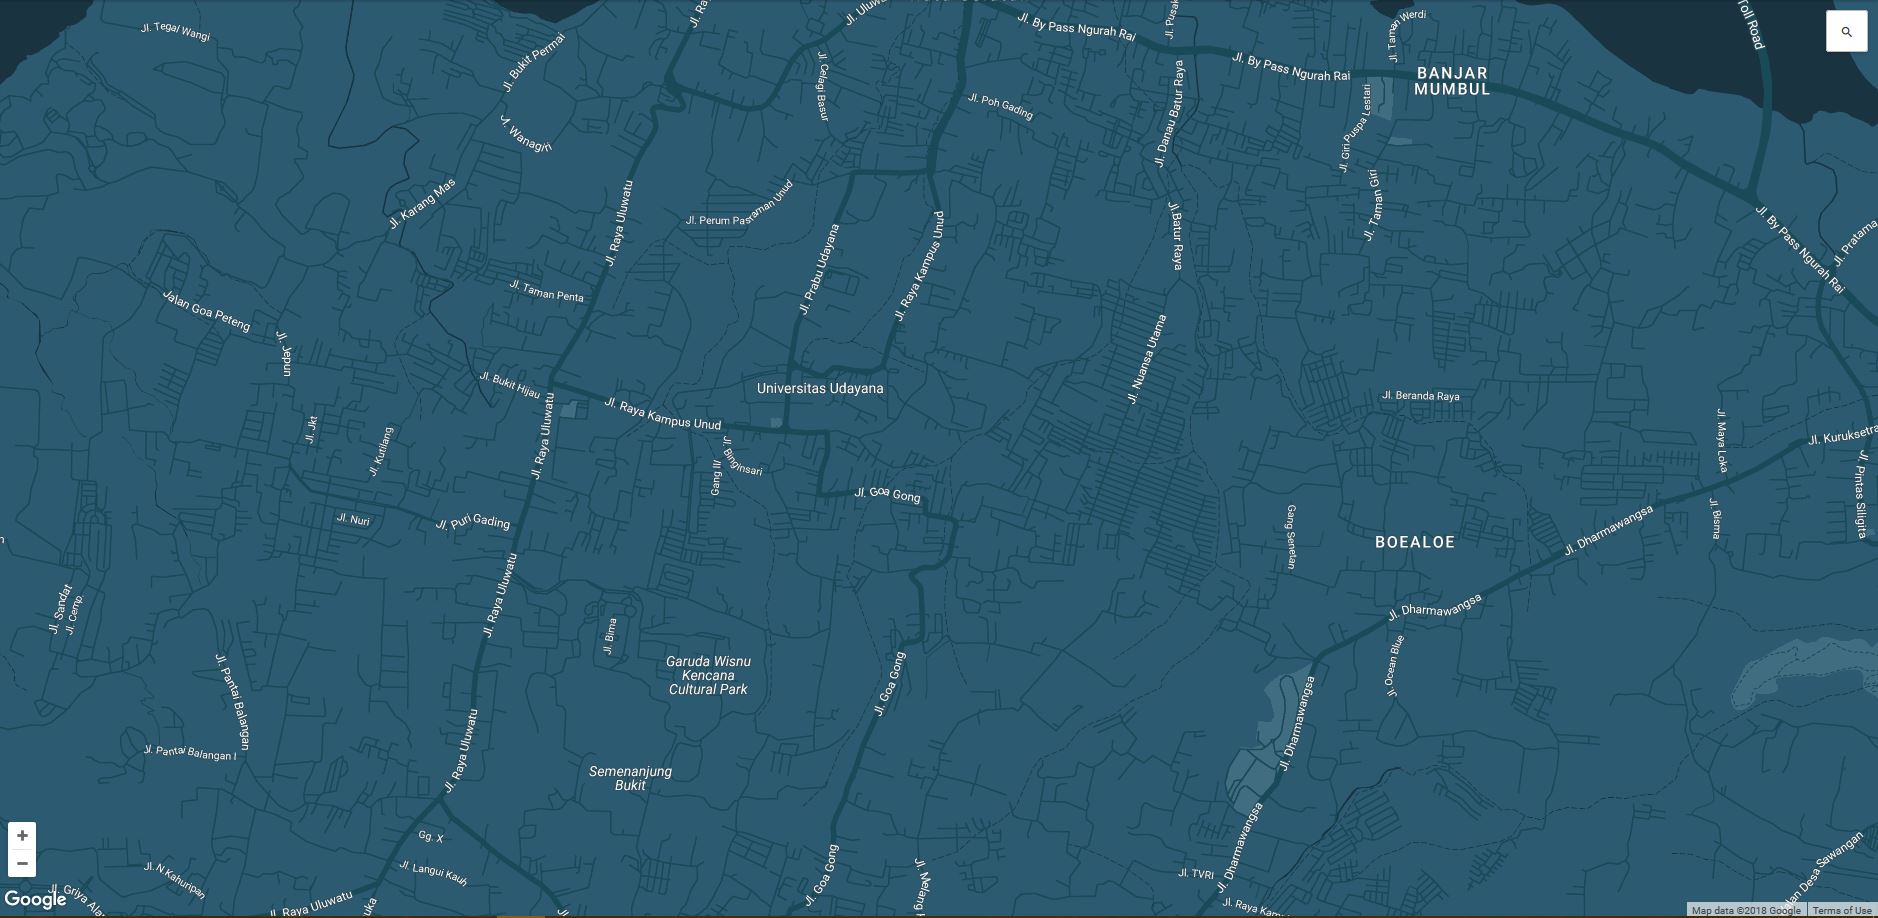 Jl. Tegal Wangi
Jl. Bukit Permai
Jl. By Pass Ngurah Rai
Jl. By Pass Ngurah Rai
Jl. Taman Werdi
Toll Road
BANJAR
MUMBUL
Jl. Celagi Basur
Jl. Poh Gading
Jl. Danau Batur Raya
Jl. Giri Puspa Lestari
Wanagiri
Jl. Karang Mas
Jl. Raya Uluwatu
Jl. Perum Pasraman Unud
Jl. Prabu Udayana
Jl. Raya Kampus Unud
Jl.Batur Raya
Jl. Taman Giri
Jl. By Pass Ngurah Rai
Jl. Pratama
Jl. Taman Penta
Jalan Goa Peteng
Jl. Jepun
Jl. Nuansa Utama
Jl. Bukit Hijau
Universitas Udayana
Jl. Beranda Raya
Jl. Raya Kampus Unud
Jl. Raya Uluwatu
Jl. Jkt
Jl. Kutilang
Jl. Binginsari
Gang III
Jl. Maya Loka
Jl. Kuruksetra
Jl. Pintas Siligita
Jl. Goa Gong
Jl. Nuri
Jl. Puri Gading
Gang Senetan
BOEALOE
Jl. Dharmawangsa
Jl. Bisma
Jl. Raya Uluwatu
Jl. Sandat
Jl. Cemp.
Jl. Bima
Jl. Dharmawangsa
Jl. Ocean Blue
Garuda Wisnu
Kencana
Cultural Park
Jl. Goa Gong
Jl. Pantai Balangan
Jl. Pantai Balangan I
Jl. Raya Uluwatu
Jl. Dharmawangsa
Semenanjung
Bukit
Gg. X
Jl. Langui Kauh
Jl. N.Kahuripan
Jl. Goa Gong
Jl. Dharmawangsa
Jl. TVRI
Jl. Raya Uluwatu
Desa Sawangan
Google
Map data ©2018 Google
Terms of Use